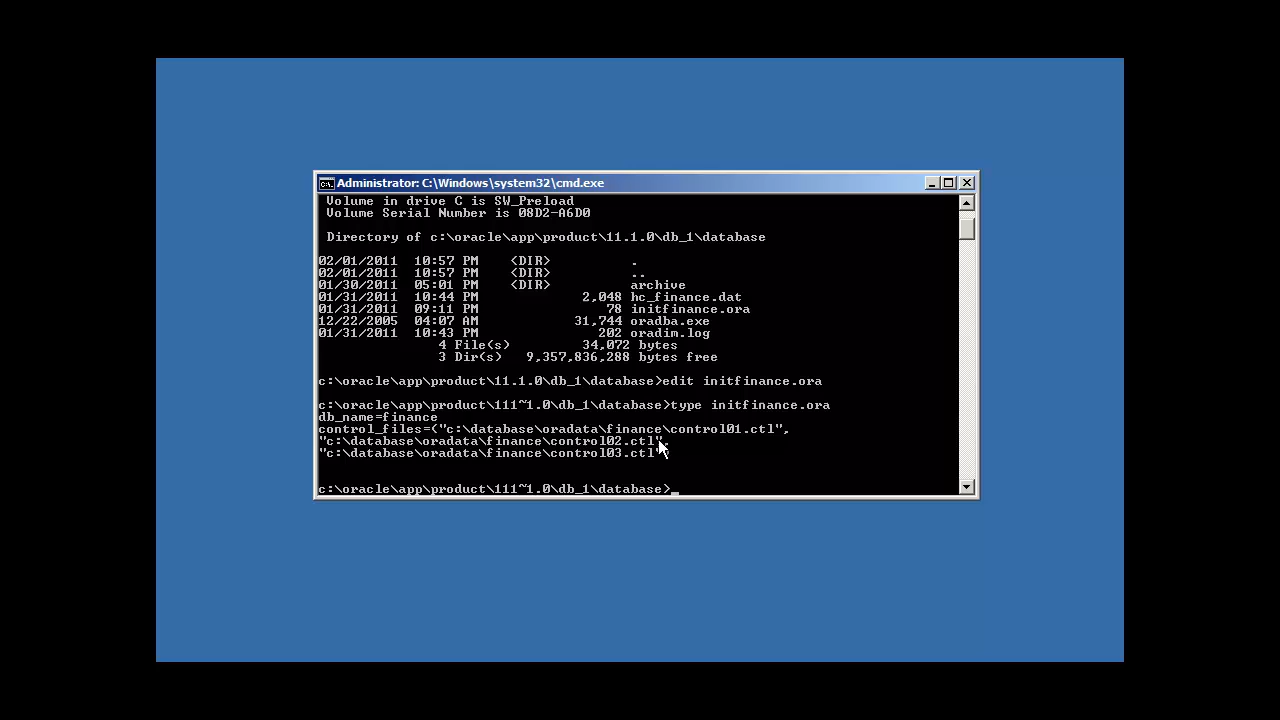 Administrator: C:\Windows\system32\cmd.exe
Volume in drive C is SW_Preload
Volume Serial Number is 08D2-A6D0
Directory of c:\oracle\app\product\11.1.0\db_1\database
02/01/2011 10:57 PM <DIR> .
02/01/2011 10:57 PM <DIR> ..
01/30/2011 05:01 PM <DIR> archive
01/31/2011 10:44 PM 2,048 hc_finance.dat
01/31/2011 09:11 PM 78 initfinance.ora
12/22/2005 04:07 AM 31,744 oradba.exe
01/31/2011 10:43 PM 202 oradim.log
4 File(s) 34,072 bytes
3 Dir(s) 9,357,836,288 bytes free
c:\oracle\app\product\11.1.0\db_1\database>edit initfinance.ora
c:\oracle\app\product\111~1.0\db_1\database>type initfinance.ora
db_name=finance
control_files=("c:\database\oradata\finance\control01.ctl",
"c:\database\oradata\finance\control02.ctl",
"c:\database\oradata\finance\control03.ctl")
c:\oracle\app\product\111~1.0\db_1\database>